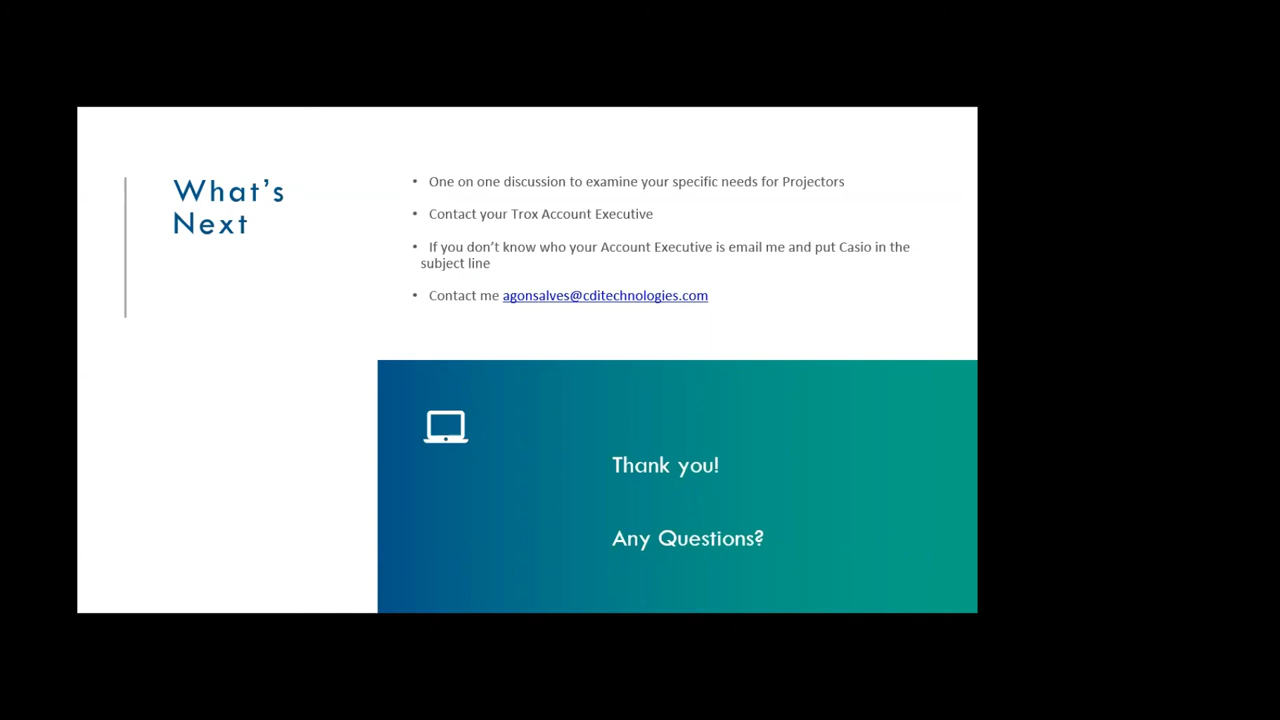 What's
Next
• One on one discussion to examine your specific needs for Projectors
• Contact your Trox Account Executive
• If you don't know who your Account Executive is email me and put Casio in the
subject line
• Contact me agonsalves@cditechnologies.com
Thank you!
Any Questions?